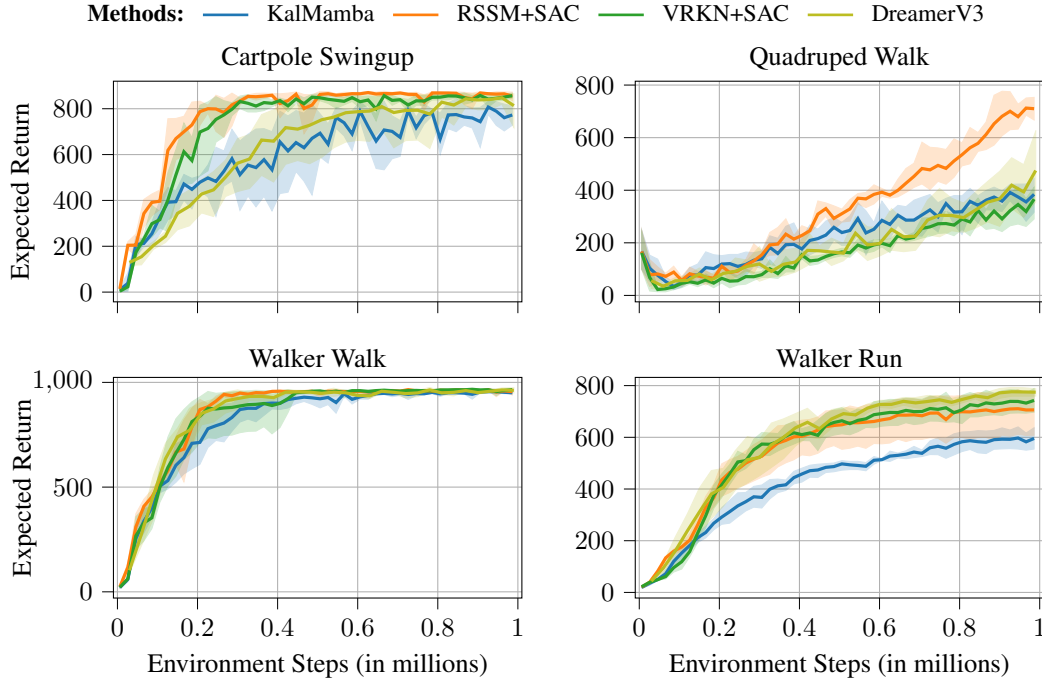 Methods: KalMamba RSSM+SAC VRKN+SAC DreamerV3
Cartpole Swingup
Quadruped Walk
Expected Return
800
600
400
200
0
800
600
400
200
0
Walker Walk
Walker Run
Expected Return
1,000
500
0
800
600
400
200
0
0 0.2 0.4 0.6 0.8 1
0 0.2 0.4 0.6 0.8 1
Environment Steps (in millions)
Environment Steps (in millions)